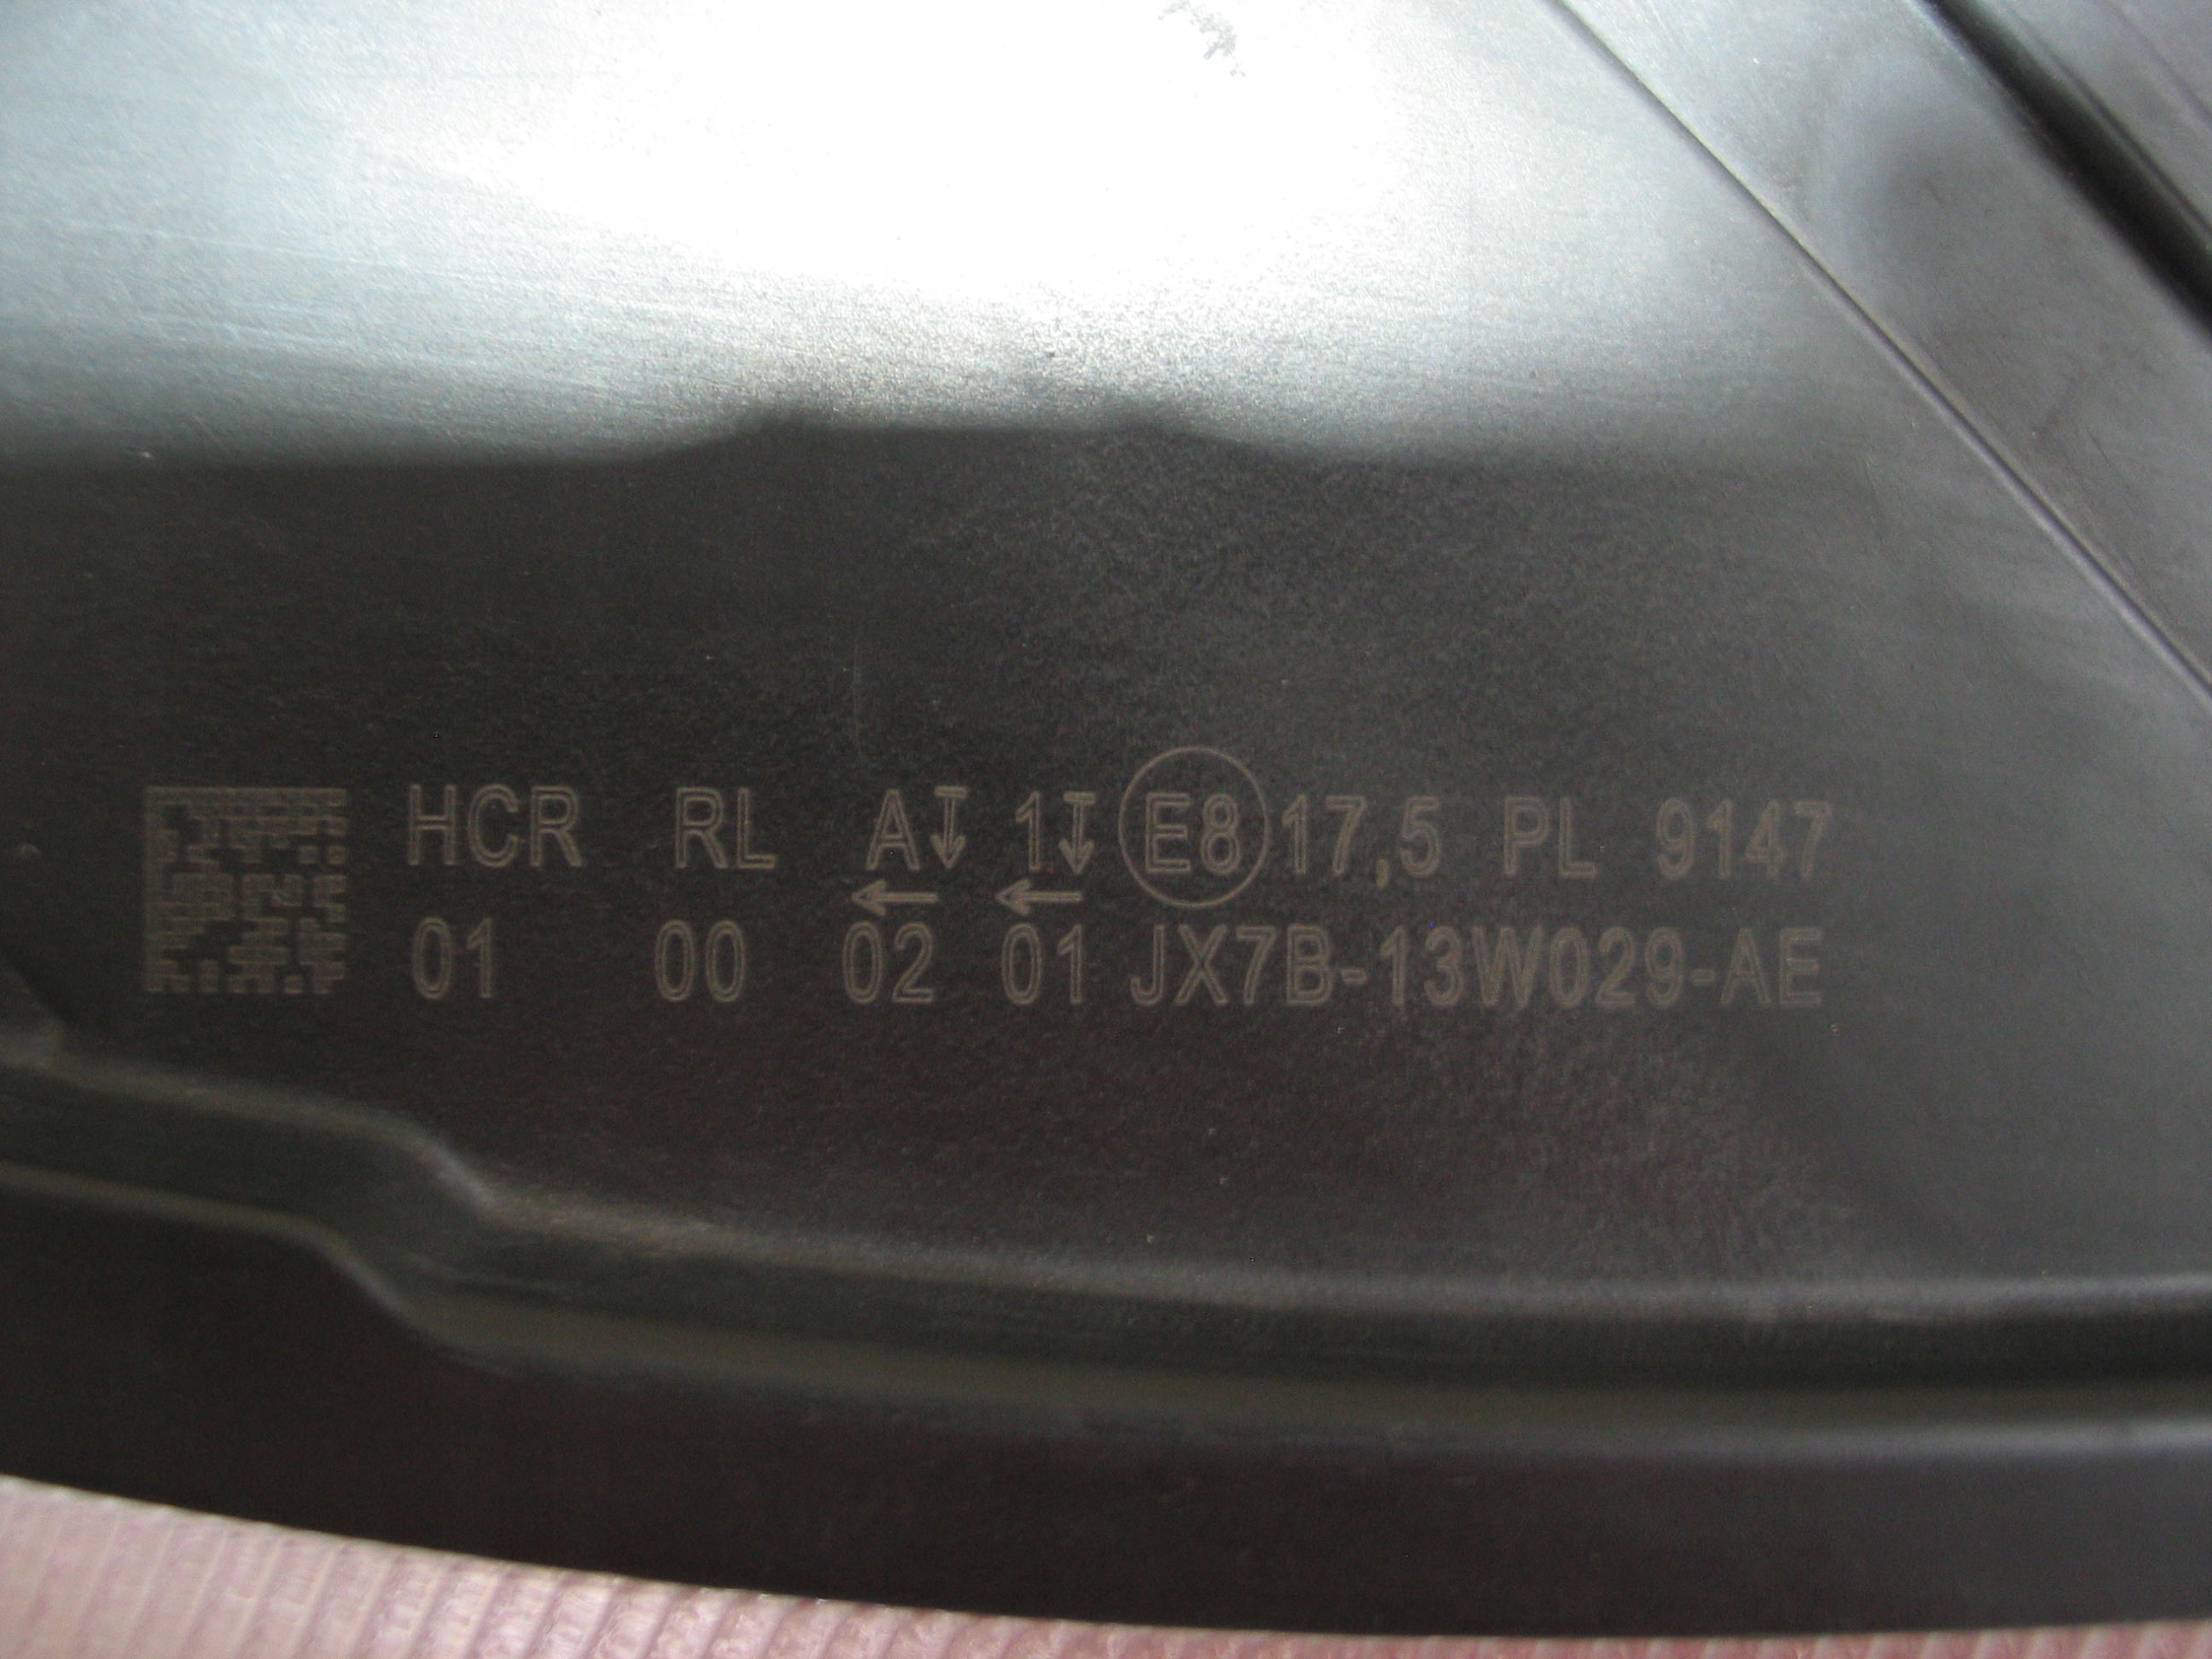 HCR RL A↧ 1↧ E8 17,5 PL 9147
← ←
01 00 02 01 JX7B-13W029-AE